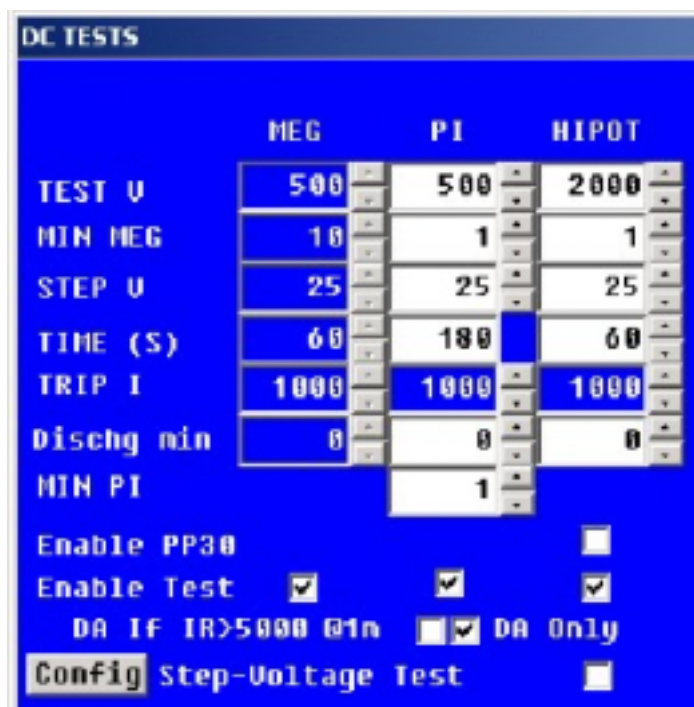 DC TESTS
MEG PI HIPOT
TEST V 500 500 2000
MIN MEG 10 1 1
STEP V 25 25 25
TIME (S) 60 180 60
TRIP I 1000 1000 1000
Dischg min 0 0 0
MIN PI 1
Enable PP30
Enable Test
DA If IR>5000 @1m DA Only
Config Step-Voltage Test